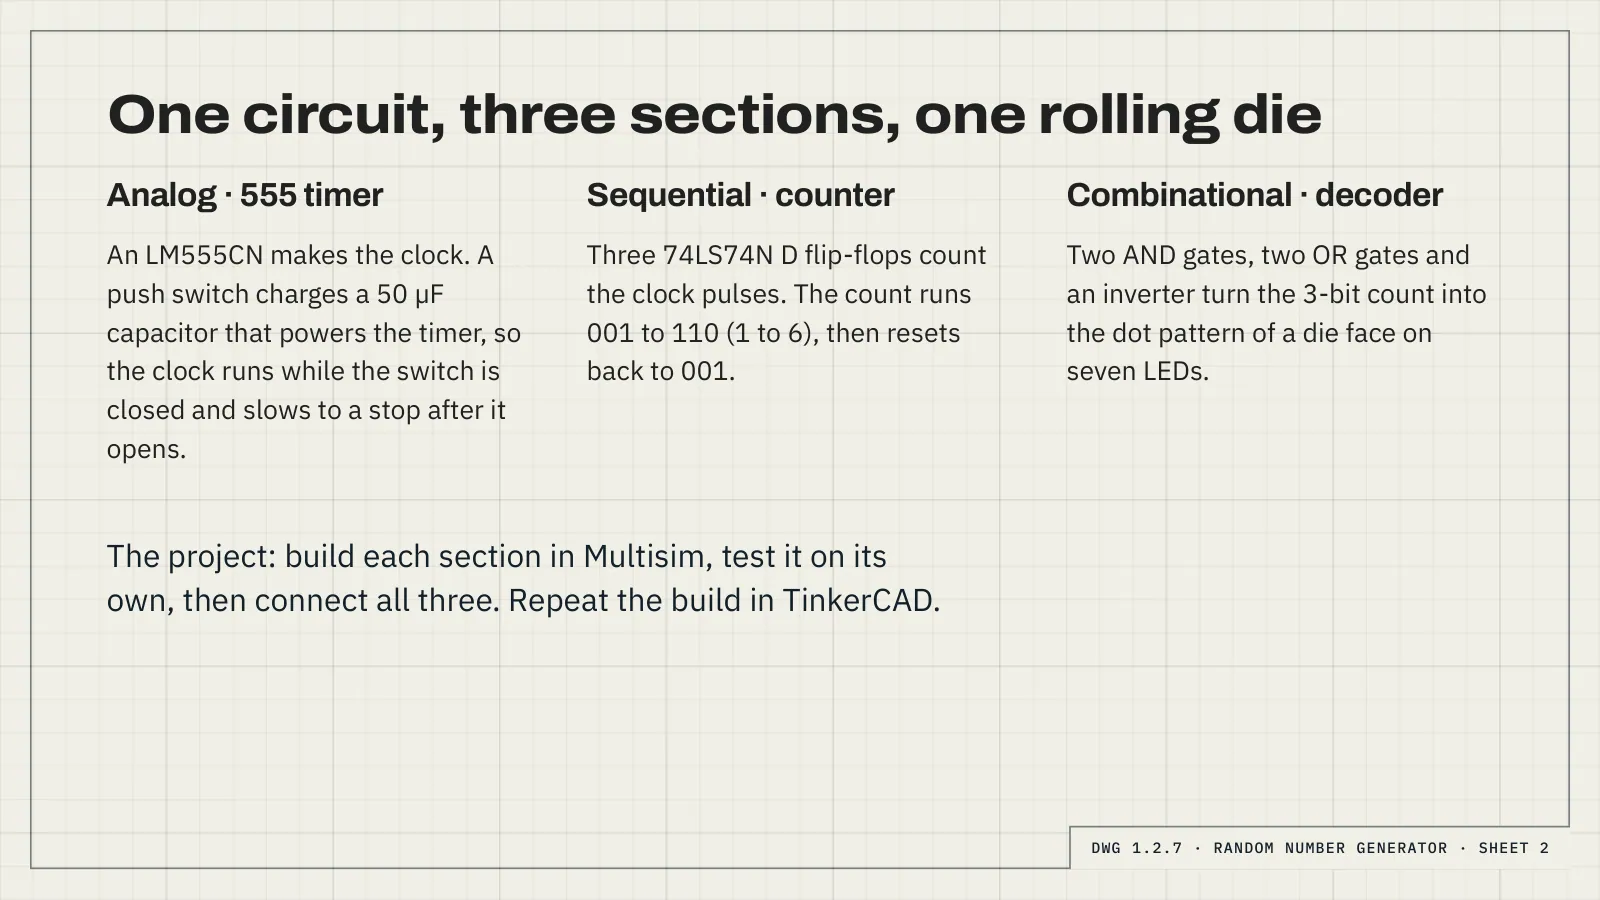 One circuit, three sections, one rolling die
Analog · 555 timer
An LM555CN makes the clock. A
push switch charges a 50 µF
capacitor that powers the timer, so
the clock runs while the switch is
closed and slows to a stop after it
opens.
Sequential · counter
Three 74LS74N D flip-flops count
the clock pulses. The count runs
001 to 110 (1 to 6), then resets
back to 001.
Combinational · decoder
Two AND gates, two OR gates and
an inverter turn the 3-bit count into
the dot pattern of a die face on
seven LEDs.
The project: build each section in Multisim, test it on its
own, then connect all three. Repeat the build in TinkerCAD.
DWG 1.2.7 · RANDOM NUMBER GENERATOR · SHEET 2